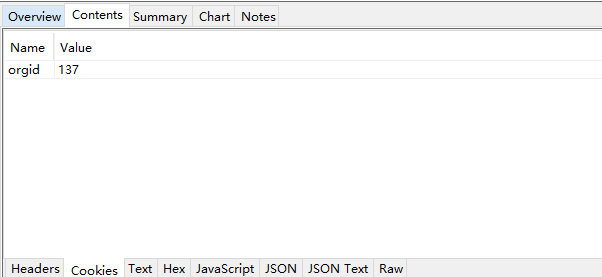 Overview Contents Summary Chart Notes
Name Value
orgid 137
Headers Cookies Text Hex JavaScript JSON JSON Text Raw